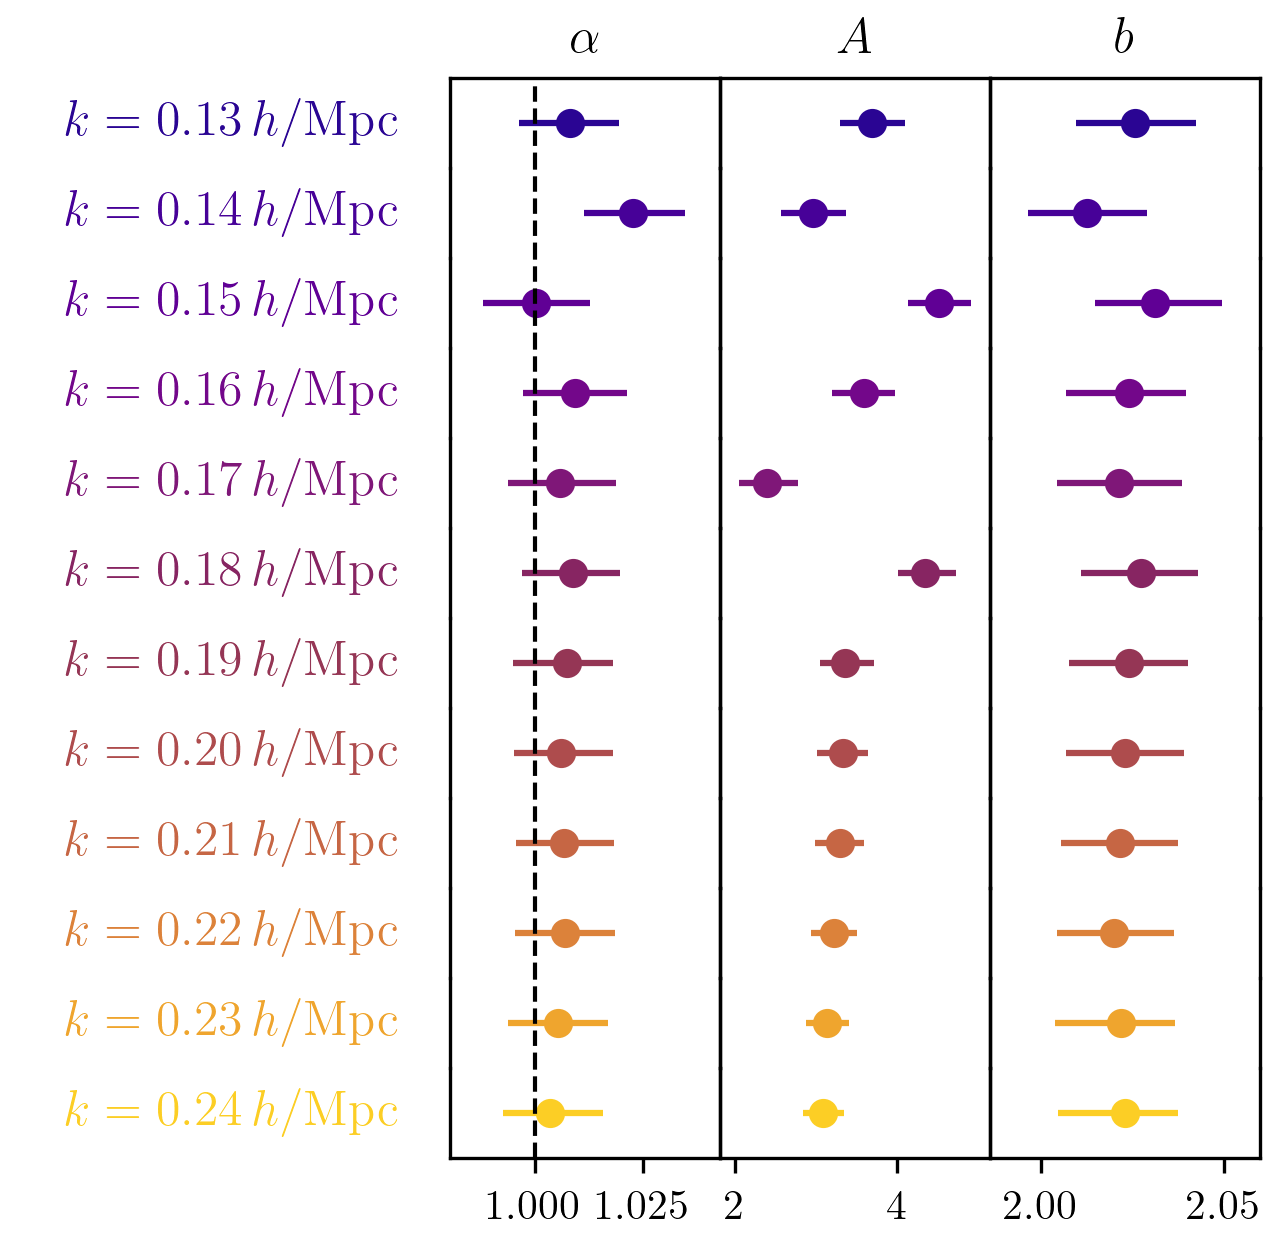 α A b
k = 0.13 h/Mpc
k = 0.14 h/Mpc
k = 0.15 h/Mpc
k = 0.16 h/Mpc
k = 0.17 h/Mpc
k = 0.18 h/Mpc
k = 0.19 h/Mpc
k = 0.20 h/Mpc
k = 0.21 h/Mpc
k = 0.22 h/Mpc
k = 0.23 h/Mpc
k = 0.24 h/Mpc
1.000 1.025 2 4 2.00 2.05